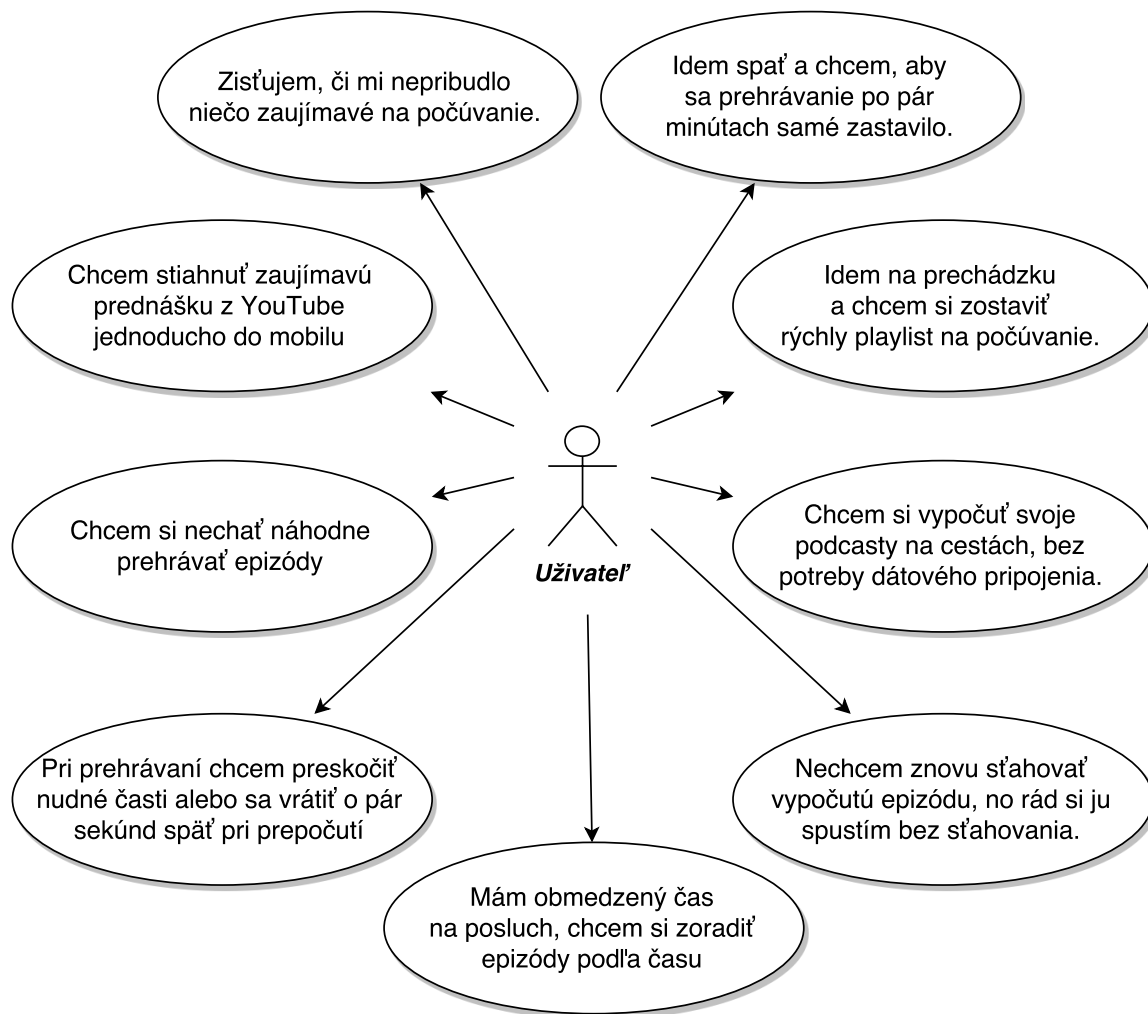 Zisťujem, či mi nepribudlo
niečo zaujímavé na počúvanie.
Idem spať a chcem, aby
sa prehrávanie po pár
minútach samé zastavilo.
Chcem stiahnuť zaujímavú
prednášku z YouTube
jednoducho do mobilu
Idem na prechádzku
a chcem si zostaviť
rýchly playlist na počúvanie.
Chcem si nechať náhodne
prehrávať epizódy
Uživateľ
Chcem si vypočuť svoje
podcasty na cestách, bez
potreby dátového pripojenia.
Pri prehrávaní chcem preskočiť
nudné časti alebo sa vrátiť o pár
sekúnd späť pri prepočutí
Nechcem znovu sťahovať
vypočutú epizódu, no rád si ju
spustím bez sťahovania.
Mám obmedzený čas
na posluch, chcem si zoradiť
epizódy podľa času